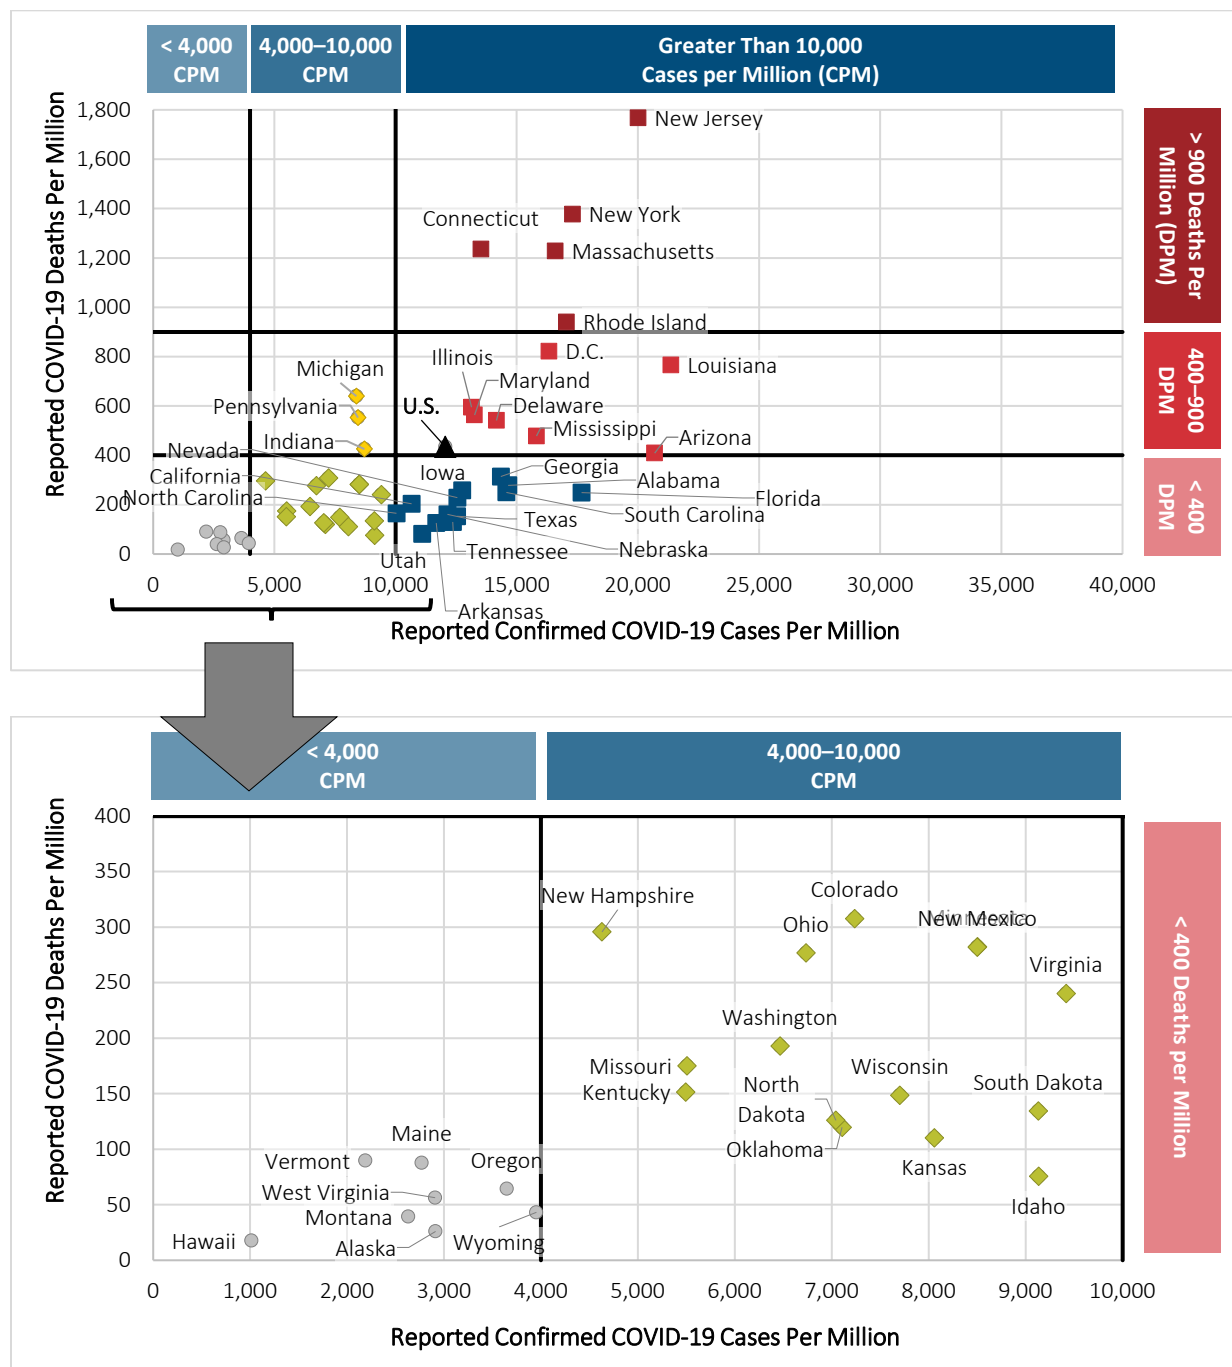 < 4,000
CPM
4,000–10,000
CPM
Greater Than 10,000
Cases per Million (CPM)
Reported COVID-19 Deaths Per Million
1,800
1,600
1,400
1,200
1,000
800
600
400
200
0
New Jersey
New York
Connecticut
Massachusetts
Rhode Island
D.C.
Illinois
Louisiana
Michigan
Maryland
Pennsylvania
U.S.
Delaware
Mississippi
Indiana
Arizona
Nevada
Georgia
California
Iowa
Alabama
North Carolina
Florida
Texas
South Carolina
Tennessee
Nebraska
Utah
Arkansas
0
5,000
10,000
15,000
20,000
25,000
30,000
35,000
40,000
Reported Confirmed COVID-19 Cases Per Million
> 900 Deaths Per
Million (DPM)
400–900
DPM
< 400
DPM
< 4,000
CPM
4,000–10,000
CPM
Reported COVID-19 Deaths Per Million
400
350
300
250
200
150
100
50
0
New Hampshire
Colorado
Ohio
New Mexico
Minnesota
Virginia
Washington
Missouri
Kentucky
North
Dakota
Wisconsin
South Dakota
Oklahoma
Kansas
Idaho
Maine
Vermont
Oregon
West Virginia
Montana
Alaska
Wyoming
Hawaii
0
1,000
2,000
3,000
4,000
5,000
6,000
7,000
8,000
9,000
10,000
Reported Confirmed COVID-19 Cases Per Million
< 400 Deaths per
Million